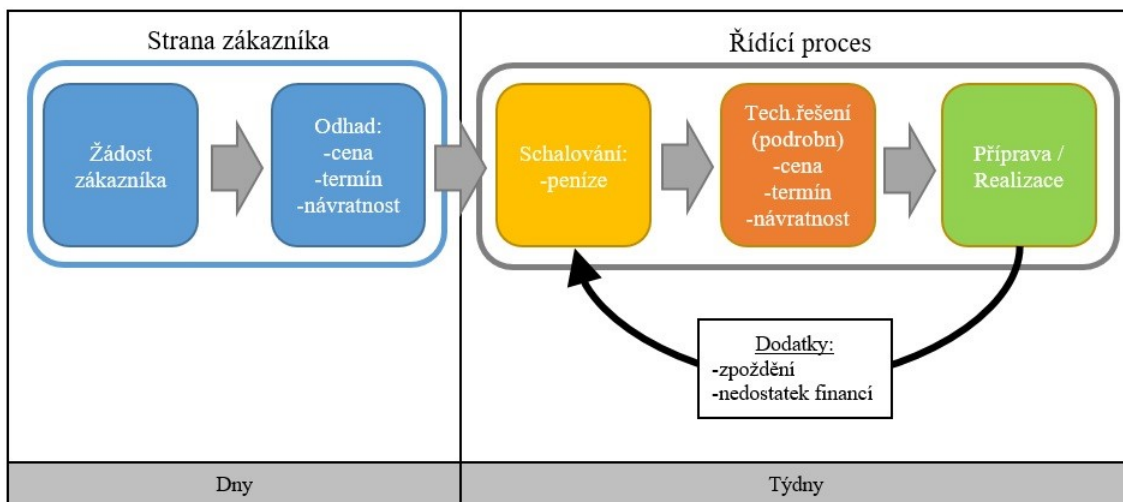 Strana zákazníka
Řídící proces
Žádost
zákazníka
Odhad:
-cena
-termín
-návratnost
Schalování:
-peníze
Tech.řešení
(podrobn)
-cena
-termín
-návratnost
Příprava /
Realizace
Dodatky:
-zpoždění
-nedostatek financí
Dny
Týdny